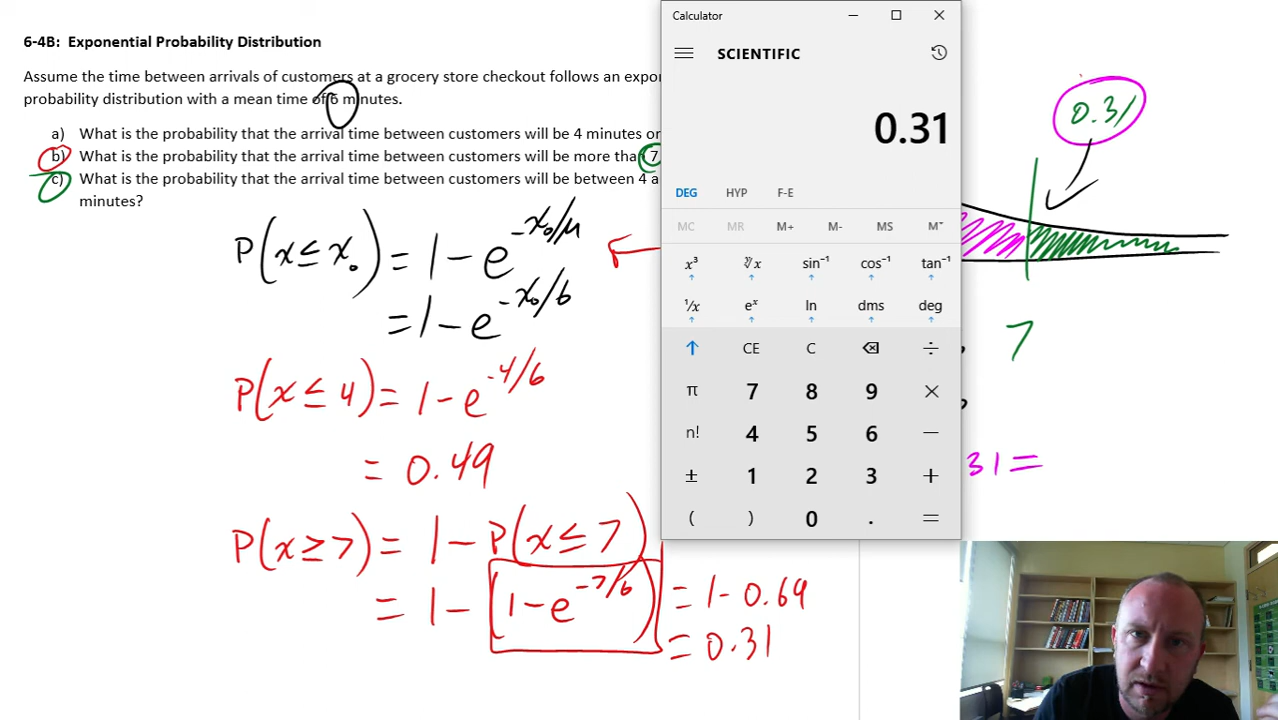 6-4B: Exponential Probability Distribution
Assume the time between arrivals of customers at a grocery store checkout follows an expon
probability distribution with a mean time of 6 minutes.
a) What is the probability that the arrival time between customers will be 4 minutes or
b) What is the probability that the arrival time between customers will be more than 7
c) What is the probability that the arrival time between customers will be between 4 a
minutes?
P(x≤x₀) = 1 - e^-x₀/μ
= 1 - e^-x₀/6
P(x≤4) = 1 - e^-4/6
= 0.49
P(x≥7) = 1 - P(x≤7)
= 1 - (1 - e^-7/6) = 1 - 0.69
= 0.31
Calculator
SCIENTIFIC
0.31
DEG HYP F-E
MC MR M+ M- MS M˅
x³ ∛x sin⁻¹ cos⁻¹ tan⁻¹
¹/x eˣ ln dms deg
↑ CE C ⌫ ÷
π 7 8 9 ×
n! 4 5 6 −
± 1 2 3 +
( ) 0 . =
0.31
7
31 =